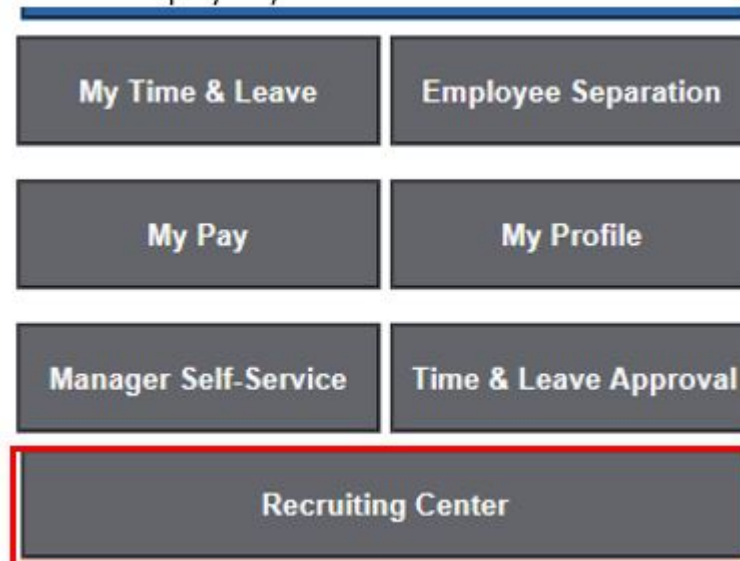 My Time & Leave
Employee Separation
My Pay
My Profile
Manager Self-Service
Time & Leave Approval
Recruiting Center